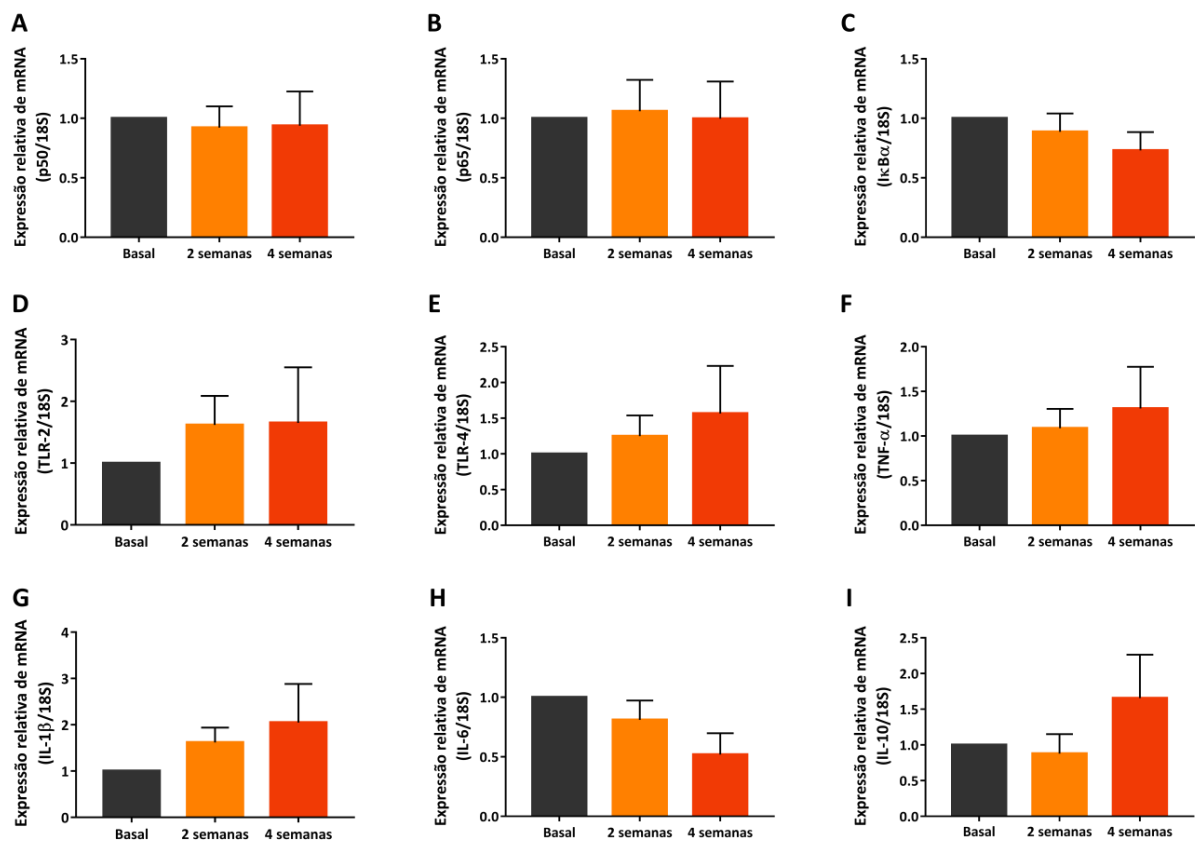 A
Expressão relativa de mRNA
(p50/18S)
1.5
1.0
0.5
0.0
Basal
2 semanas
4 semanas
B
Expressão relativa de mRNA
(p65/18S)
1.5
1.0
0.5
0.0
Basal
2 semanas
4 semanas
C
Expressão relativa de mRNA
(IκBα/18S)
1.5
1.0
0.5
0.0
Basal
2 semanas
4 semanas
D
Expressão relativa de mRNA
(TLR-2/18S)
3
2
1
0
Basal
2 semanas
4 semanas
E
Expressão relativa de mRNA
(TLR-4/18S)
2.5
2.0
1.5
1.0
0.5
0.0
Basal
2 semanas
4 semanas
F
Expressão relativa de mRNA
(TNF-α/18S)
2.0
1.5
1.0
0.5
0.0
Basal
2 semanas
4 semanas
G
Expressão relativa de mRNA
(IL-1β/18S)
4
3
2
1
0
Basal
2 semanas
4 semanas
H
Expressão relativa de mRNA
(IL-6/18S)
1.5
1.0
0.5
0.0
Basal
2 semanas
4 semanas
I
Expressão relativa de mRNA
(IL-10/18S)
2.5
2.0
1.5
1.0
0.5
0.0
Basal
2 semanas
4 semanas